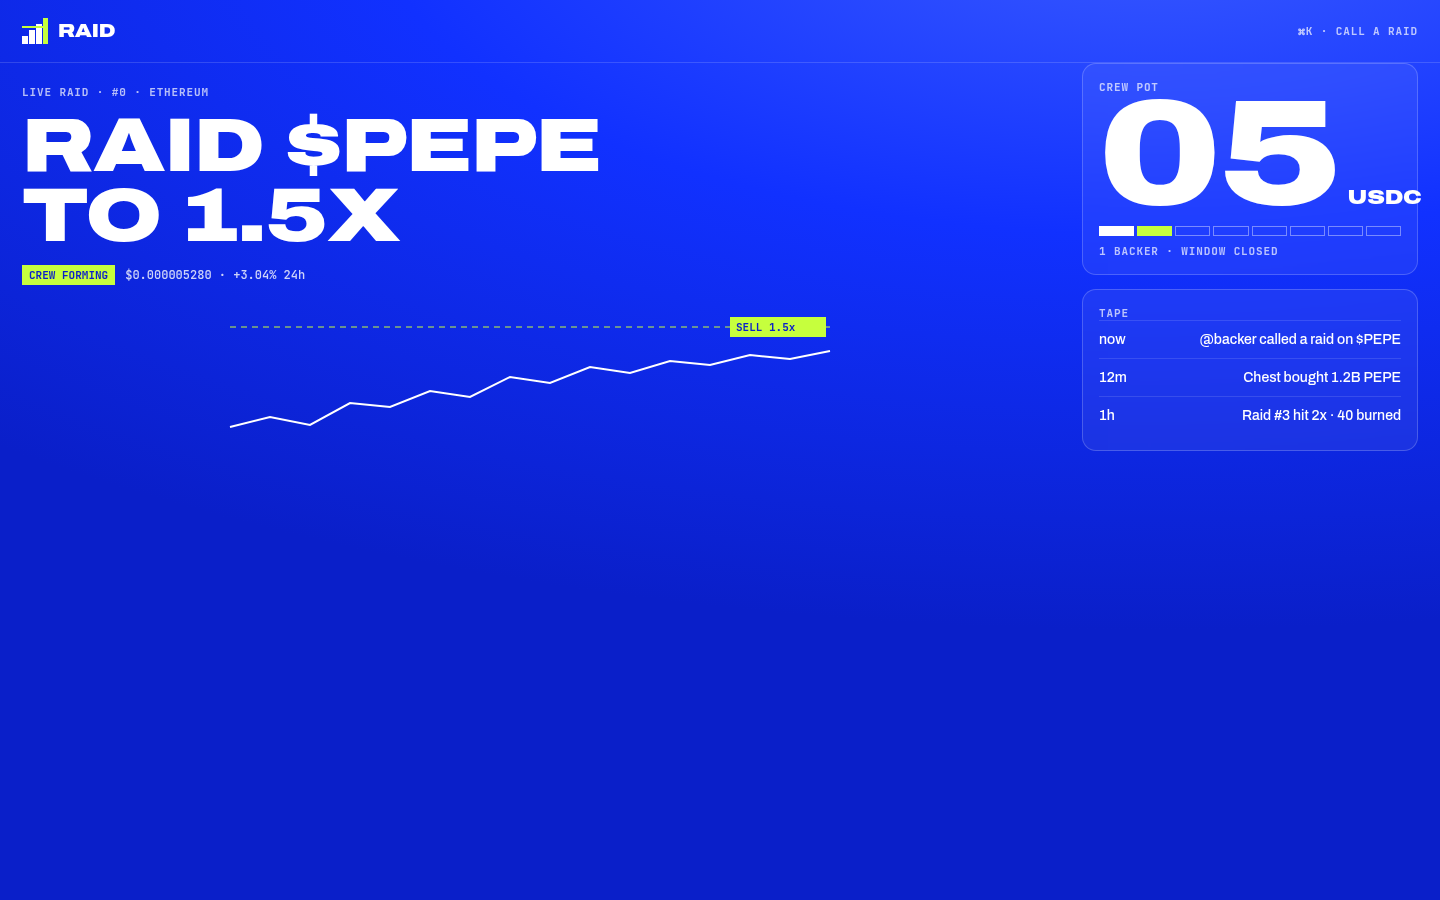 RAID
⌘K · CALL A RAID
LIVE RAID · #0 · ETHEREUM
RAID $PEPE
TO 1.5X
CREW FORMING
$0.000005280 · +3.04% 24h
SELL 1.5x
CREW POT
05 USDC
1 BACKER · WINDOW CLOSED
TAPE
now @backer called a raid on $PEPE
12m Chest bought 1.2B PEPE
1h Raid #3 hit 2x · 40 burned